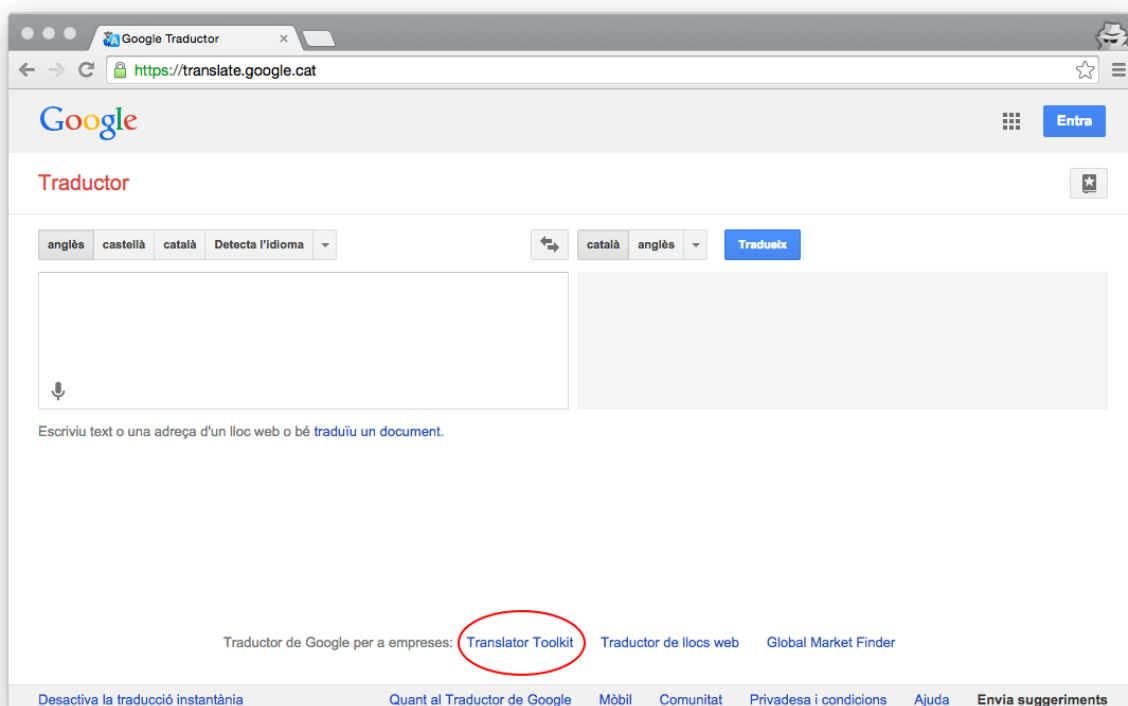 Google Traductor
https://translate.google.cat
Google
Entra
Traductor
anglès castellà català Detecta l'idioma català anglès Tradueix
Escriviu text o una adreça d'un lloc web o bé traduïu un document.
Traductor de Google per a empreses: Translator Toolkit Traductor de llocs web Global Market Finder
Desactiva la traducció instantània Quant al Traductor de Google Mòbil Comunitat Privadesa i condicions Ajuda Envia suggeriments